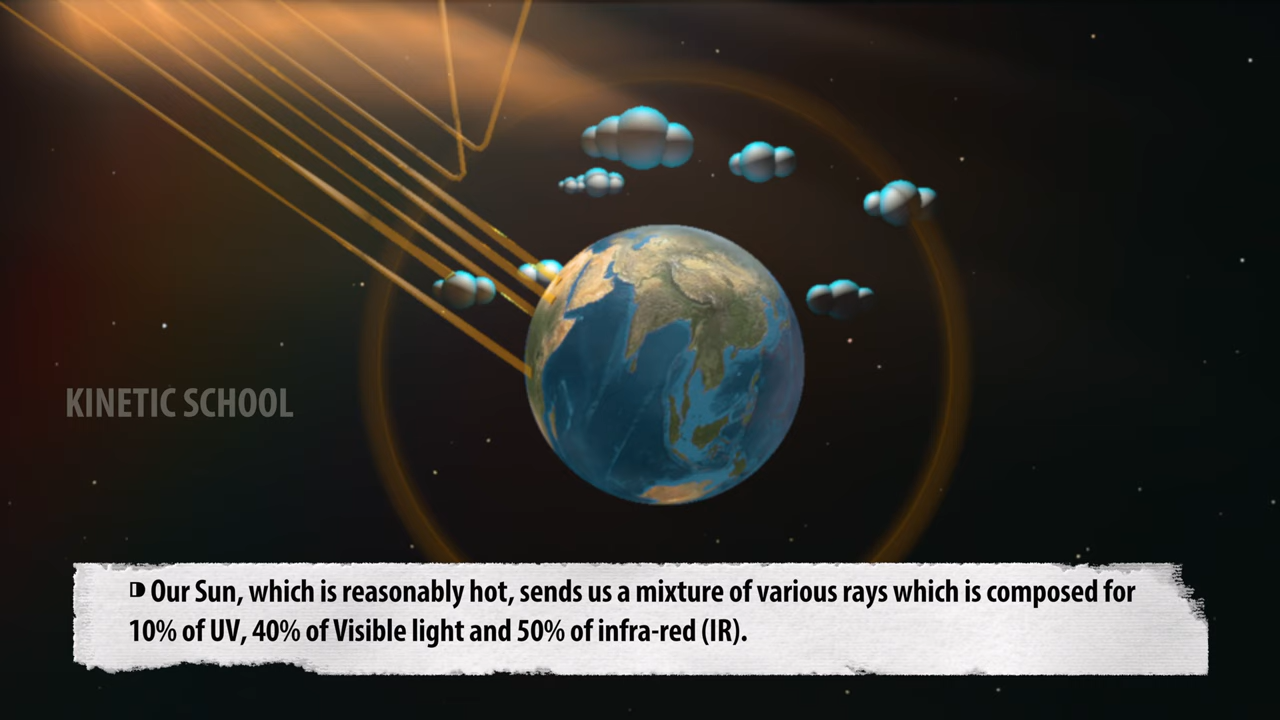 KINETIC SCHOOL
Our Sun, which is reasonably hot, sends us a mixture of various rays which is composed for
10% of UV, 40% of Visible light and 50% of infra-red (IR).